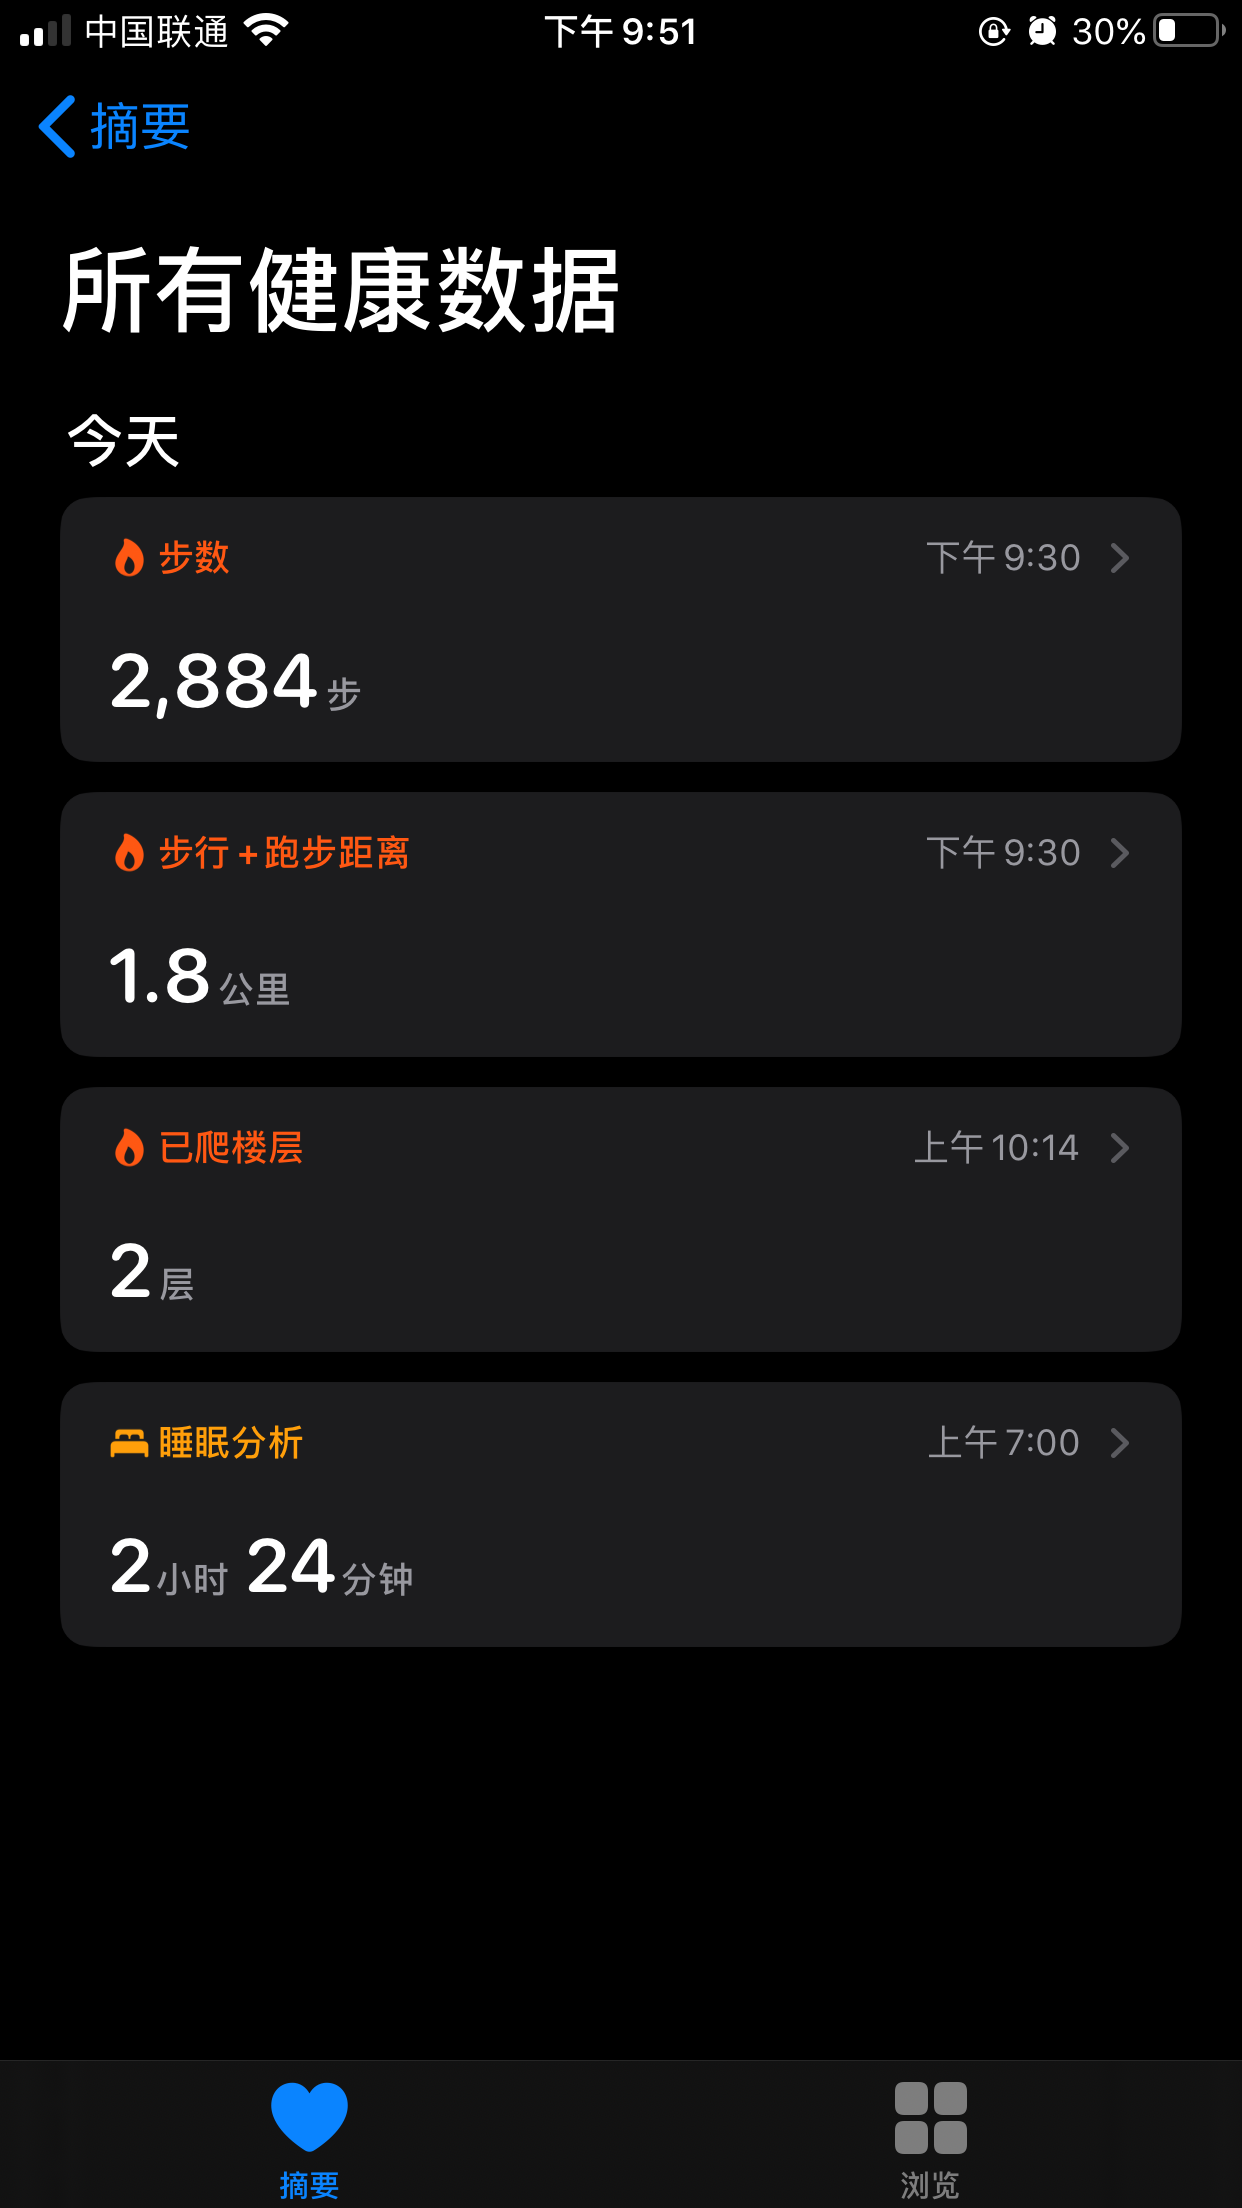 中国联通 下午 9:51 30%
摘要
所有健康数据
今天
步数 下午 9:30
2,884 步
步行 + 跑步距离 下午 9:30
1.8 公里
已爬楼层 上午 10:14
2 层
睡眠分析 上午 7:00
2 小时 24 分钟
摘要 浏览